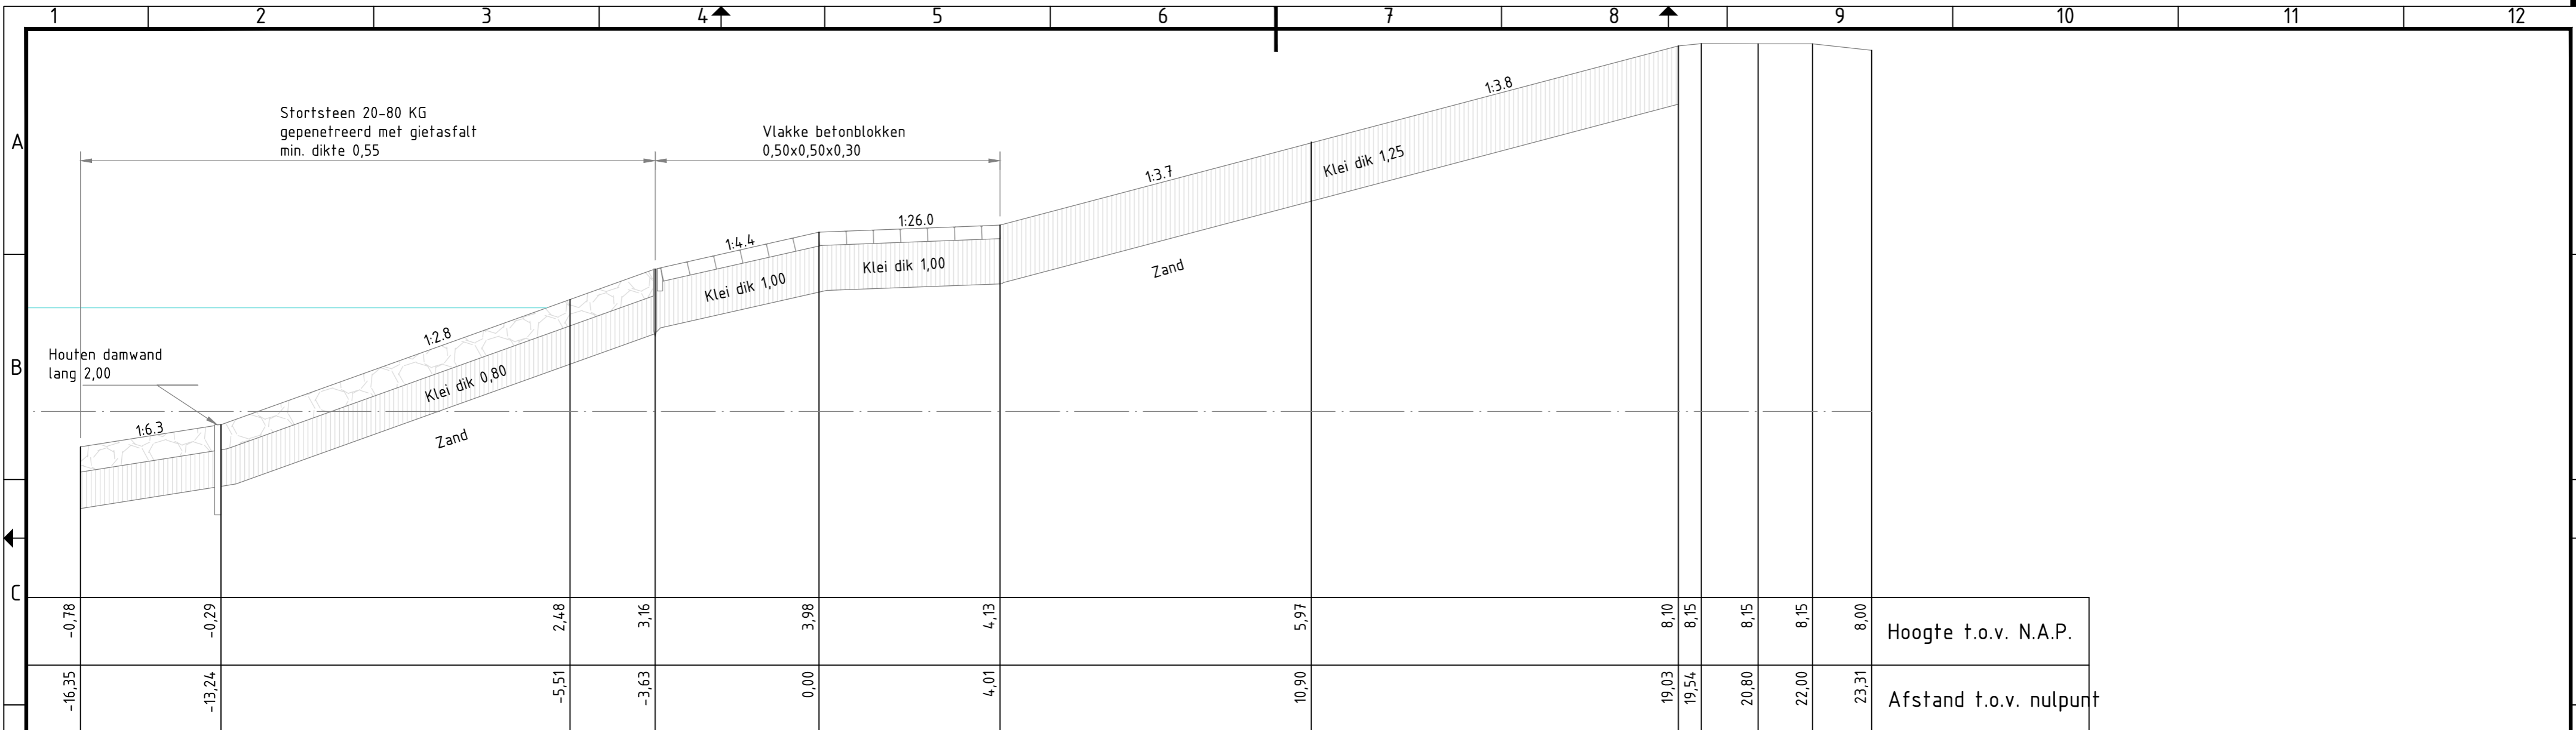 1 2 3 4 5 6 7 8 9 10 11 12
A
B
C
Stortsteen 20-80 KG
gepenetreerd met gietasfalt
min. dikte 0,55
Vlakke betonblokken
0,50x0,50x0,30
1:3.8
Klei dik 1,25
1:3.7
Zand
1:26.0
Klei dik 1,00
1:4.4
Klei dik 1,00
1:2.8
Klei dik 0,80
Zand
Houten damwand
lang 2,00
1:6.3
-0,78 -0,29 2,48 3,16 3,98 4,13 5,97 8,10 8,15 8,15 8,15 8,00 Hoogte t.o.v. N.A.P.
-16,35 -13,24 -5,51 -3,63 0,00 4,01 10,90 19,03 19,54 20,80 22,00 23,31 Afstand t.o.v. nulpunt